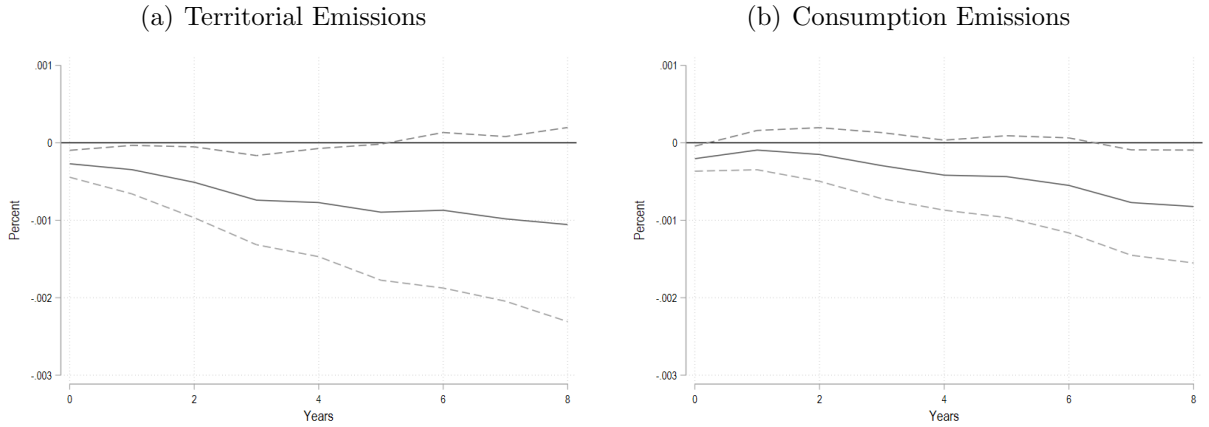 (a) Territorial Emissions
.001
0
-.001
-.002
-.003
Percent
0 2 4 6 8
Years
(b) Consumption Emissions
.001
0
-.001
-.002
-.003
Percent
0 2 4 6 8
Years